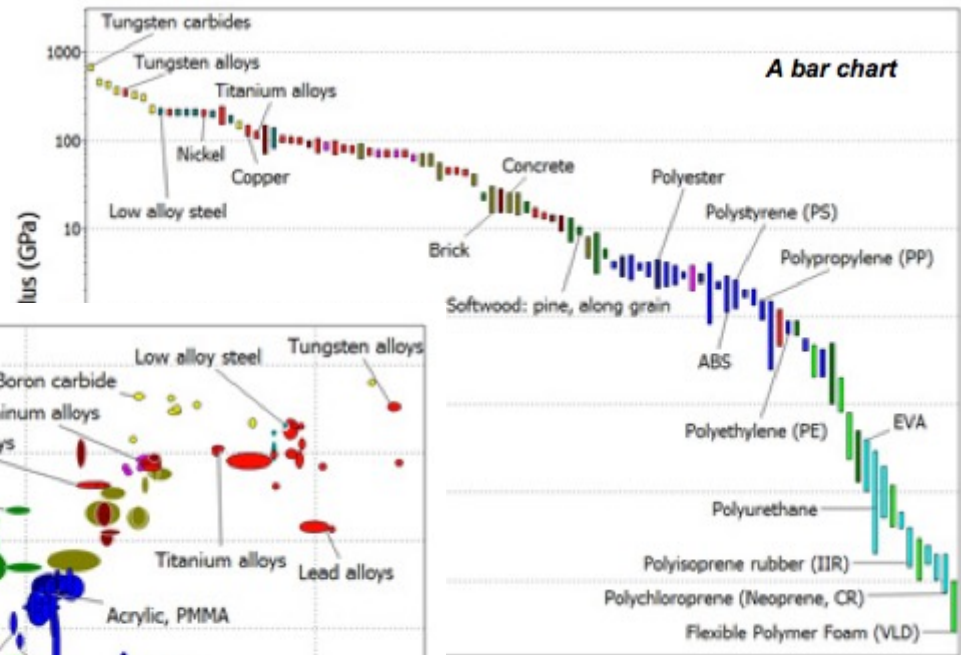 Tungsten carbides
1000
Tungsten alloys
A bar chart
Titanium alloys
100
Nickel
Copper
Concrete
Polyester
Low alloy steel
Polystyrene (PS)
10
Brick
Polypropylene (PP)
lus (GPa)
Softwood: pine, along grain
ABS
Low alloy steel
Tungsten alloys
Boron carbide
inum alloys
ys
EVA
Polyethylene (PE)
Polyurethane
Titanium alloys
Lead alloys
Polyisoprene rubber (IIR)
Polychloroprene (Neoprene, CR)
Acrylic, PMMA
Flexible Polymer Foam (VLD)